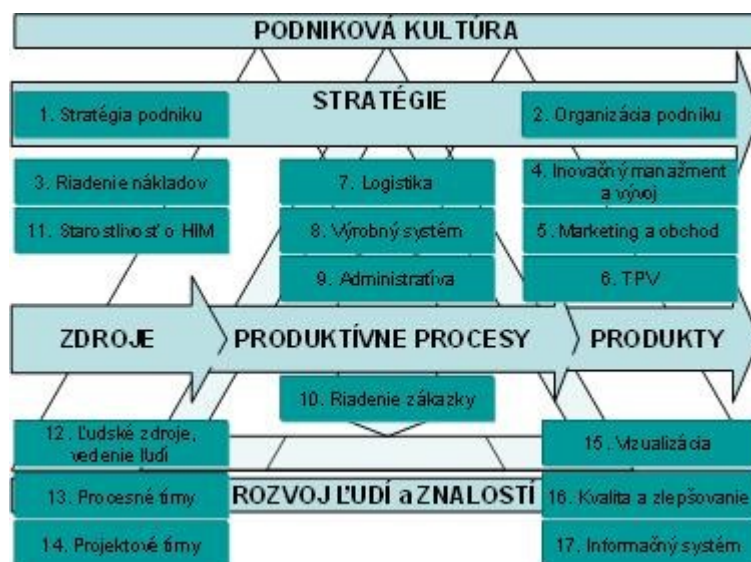 PODNIKOVÁ KULTÚRA
STRATÉGIE
1. Stratégia podniku
2. Organizácia podniku
3. Riadenie nákladov
7. Logistika
4. Inovačný manažment
a vývoj
11. Starostlivosť o HIM
8. Výrobný systém
5. Marketing a obchod
9. Administratíva
6. TPV
ZDROJE
PRODUKTÍVNE PROCESY
PRODUKTY
10. Riadenie zákazky
12. Ľudské zdroje,
vedenie ľudí
15. Vizualizácia
13. Procesné tímy
ROZVOJ ĽUDÍ a ZNALOSTÍ
16. Kvalita a zlepšovanie
14. Projektové tímy
17. Informačný systém